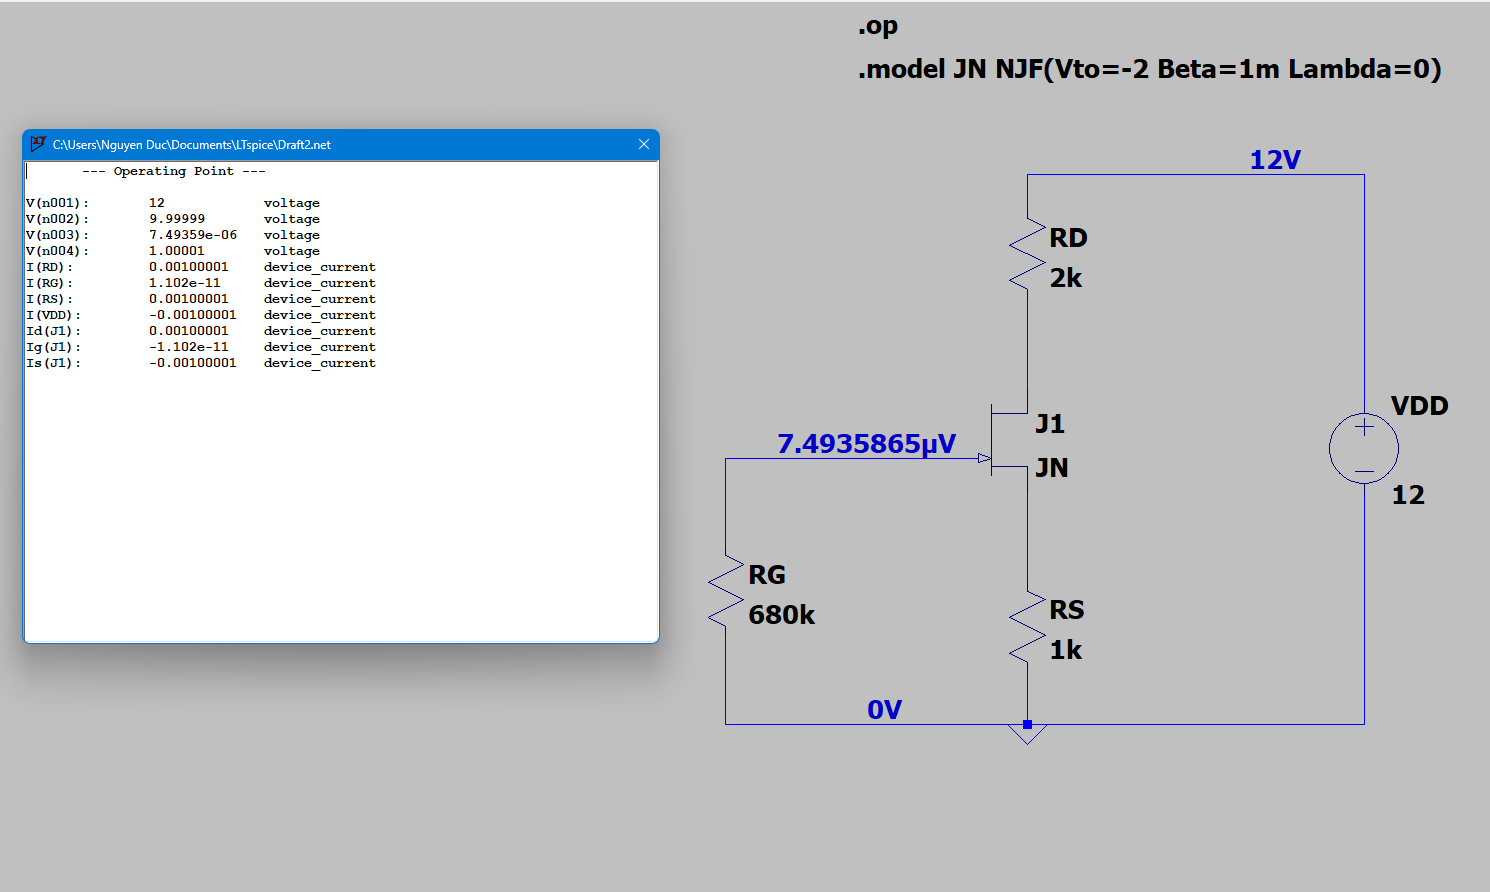 .op
.model JN NJF(Vto=-2 Beta=1m Lambda=0)
C:\Users\Nguyen Duc\Documents\LTspice\Draft2.net
--- Operating Point ---
V(n001): 12 voltage
V(n002): 9.99999 voltage
V(n003): 7.49359e-06 voltage
V(n004): 1.00001 voltage
I(RD): 0.00100001 device_current
I(RG): 1.102e-11 device_current
I(RS): 0.00100001 device_current
I(VDD): -0.00100001 device_current
Id(J1): 0.00100001 device_current
Ig(J1): -1.102e-11 device_current
Is(J1): -0.00100001 device_current
12V
RD
2k
VDD
12
J1
JN
7.4935865µV
RG
680k
RS
1k
0V